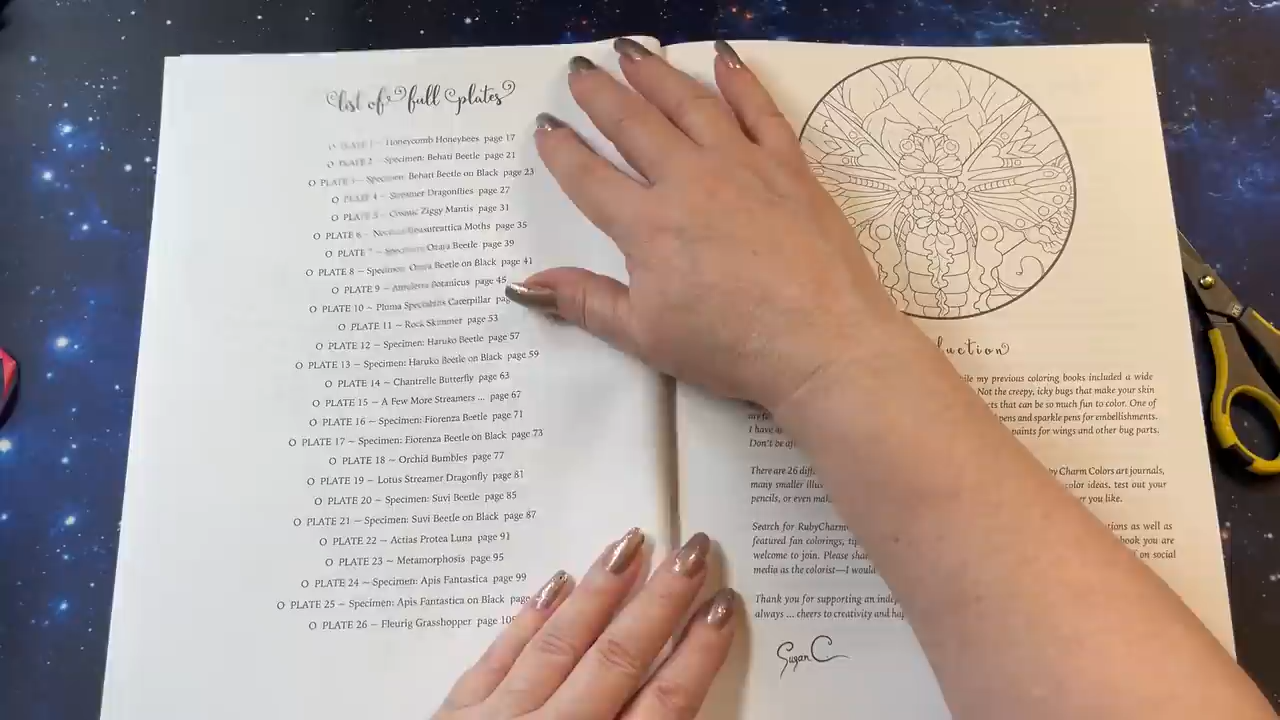 list of full plates
PLATE 1 ~ Honeycomb Honeybees page 17
O PLATE 2 ~ Specimen: Behati Beetle page 21
O PLATE 3 ~ Specimen: Behati Beetle on Black page 23
O PLATE 4 ~ Streamer Dragonflies page 27
O PLATE 5 ~ Cosmic Ziggy Mantis page 31
O PLATE 6 ~ Moths page 35
O PLATE 7 ~ Specimen: Ozara Beetle page 39
O PLATE 8 ~ Specimen: Ozara Beetle on Black page 41
O PLATE 9 ~ Botanicus page 45
O PLATE 10 ~ Pluma Spectabilis Caterpillar
O PLATE 11 ~ Rock Skimmer page 53
O PLATE 12 ~ Specimen: Haruko Beetle page 57
O PLATE 13 ~ Specimen: Haruko Beetle on Black page 59
O PLATE 14 ~ Chantrelle Butterfly page 63
O PLATE 15 ~ A Few More Streamers ... page 67
O PLATE 16 ~ Specimen: Fiorenza Beetle page 71
O PLATE 17 ~ Specimen: Fiorenza Beetle on Black page 73
O PLATE 18 ~ Orchid Bumbles page 77
O PLATE 19 ~ Lotus Streamer Dragonfly page 81
O PLATE 20 ~ Specimen: Suvi Beetle page 85
O PLATE 21 ~ Specimen: Suvi Beetle on Black page 87
O PLATE 22 ~ Actias Protea Luna page 91
O PLATE 23 ~ Metamorphosis page 95
O PLATE 24 ~ Specimen: Apis Fantastica page 99
O PLATE 25 ~ Specimen: Apis Fantastica on Black page
O PLATE 26 ~ Fleurig Grasshopper page
duction
my previous coloring books included a wide
Not the creepy, icky bugs that make your skin
that can be so much fun to color. One of
pens and sparkle pens for embellishments.
I have paints for wings and other bug parts.
Don't be
There are 26 by Charm Colors art journals,
many smaller color ideas, test out your
pencils, or even you like.
Search for as well as
featured fan colorings, book you are
welcome to join. Please on social
media as the colorist—I would
Thank you for supporting an
always ... cheers to creativity and
Susan C